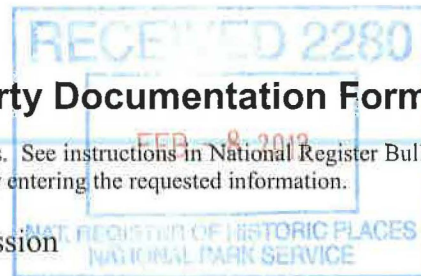 RECEIVED 2280
rty Documentation Form
s. See instructions in National Register Bul
FEB 8 2013
entering the requested information.
NAT. REGISTER OF HISTORIC PLACES
ssion
NATIONAL PARK SERVICE